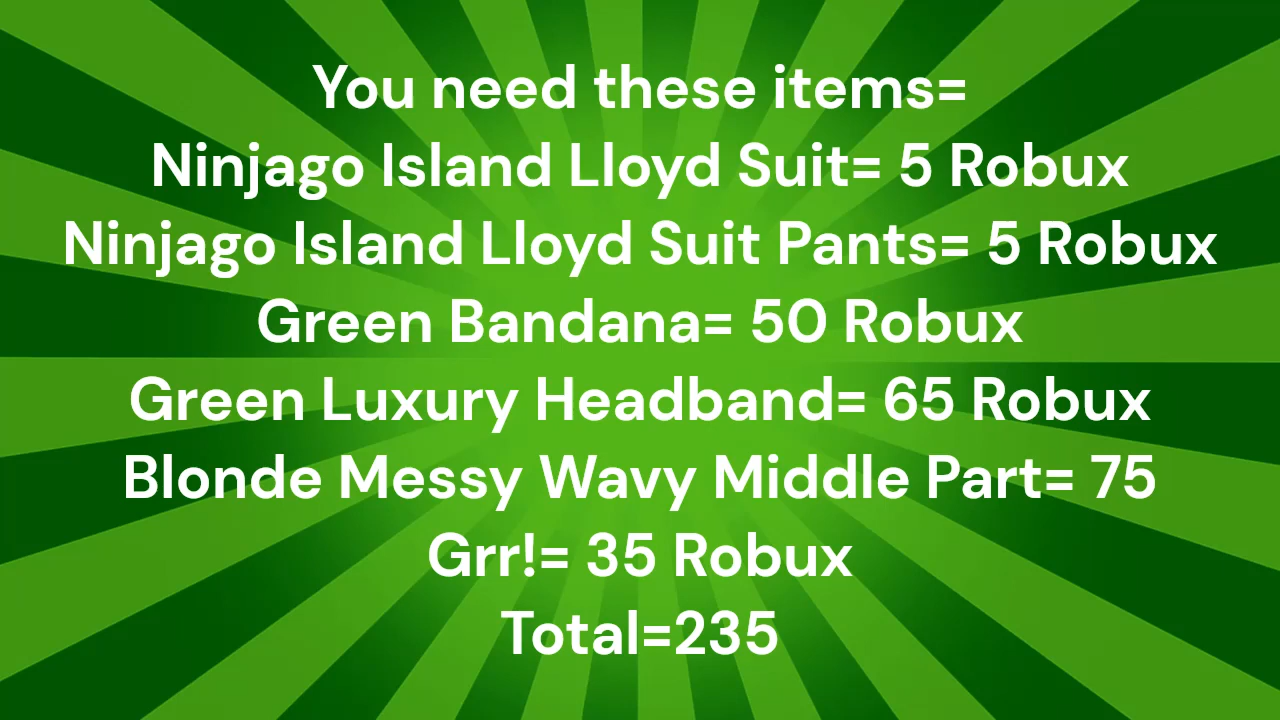 You need these items=
Ninjago Island Lloyd Suit= 5 Robux
Ninjago Island Lloyd Suit Pants= 5 Robux
Green Bandana= 50 Robux
Green Luxury Headband= 65 Robux
Blonde Messy Wavy Middle Part= 75
Grr!= 35 Robux
Total=235